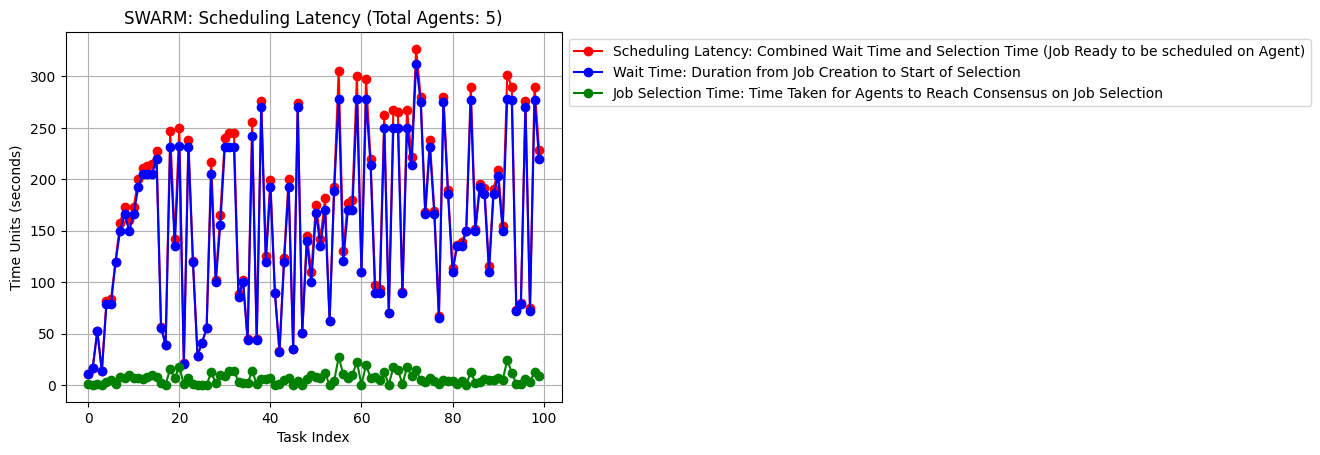 SWARM: Scheduling Latency (Total Agents: 5)
Scheduling Latency: Combined Wait Time and Selection Time (Job Ready to be scheduled on Agent)
Wait Time: Duration from Job Creation to Start of Selection
Job Selection Time: Time Taken for Agents to Reach Consensus on Job Selection
Time Units (seconds)
300
250
200
150
100
50
0
0 20 40 60 80 100
Task Index